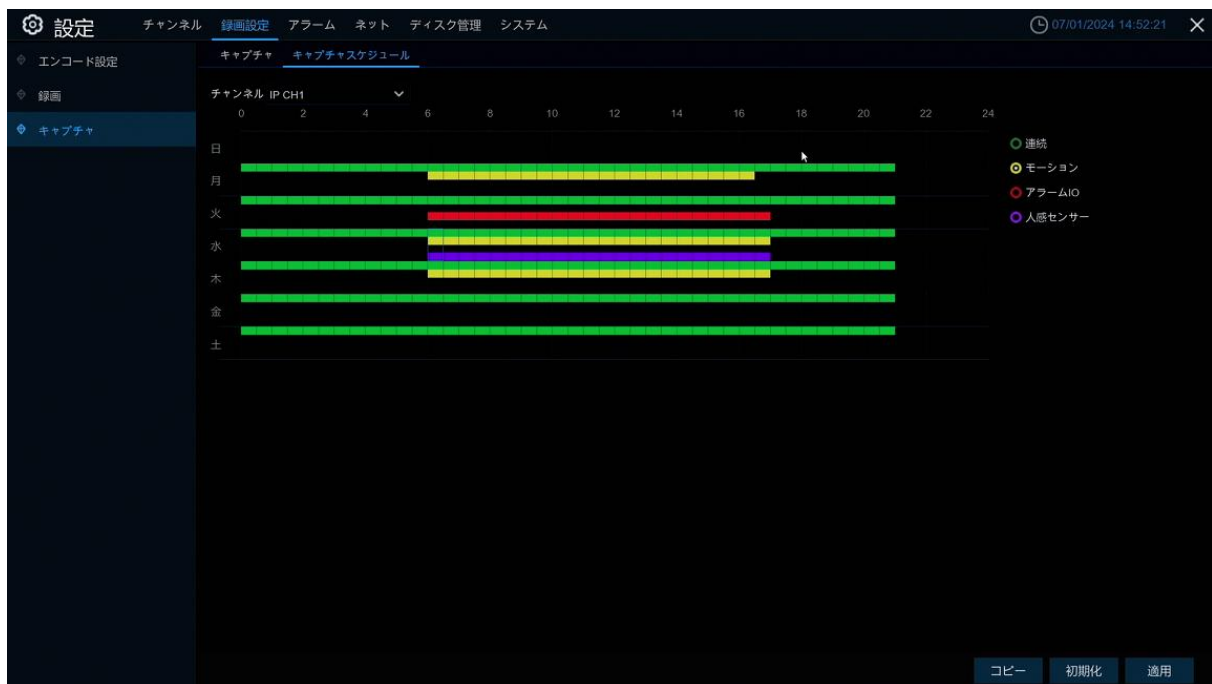 設定 チャンネル 録画設定 アラーム ネット ディスク管理 システム 07/01/2024 14:52:21
エンコード設定
録画
キャプチャ
キャプチャ キャプチャスケジュール
チャンネル IP CH1
0 2 4 6 8 10 12 14 16 18 20 22 24
日
月
火
水
木
金
土
連続
モーション
アラームIO
人感センサー
コピー 初期化 適用